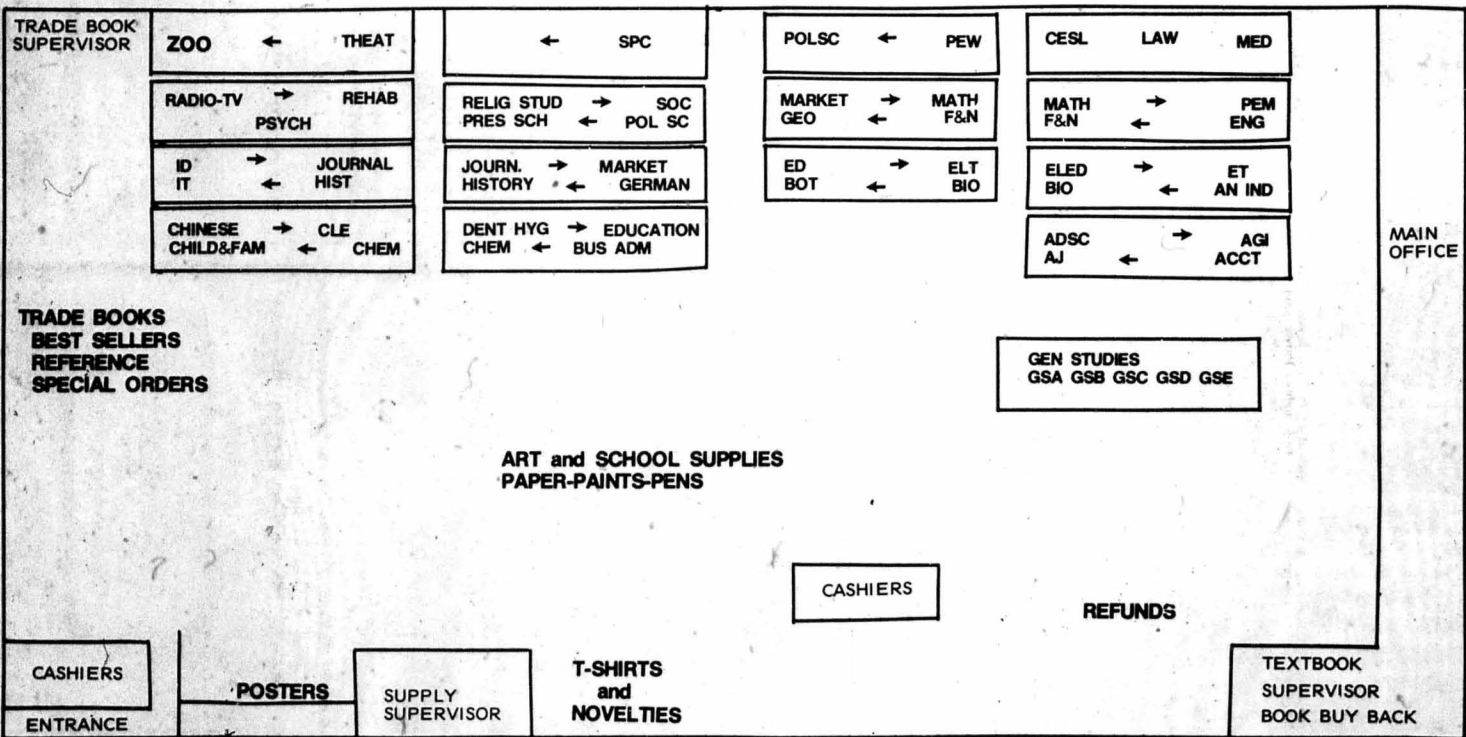 TRADE BOOK
SUPERVISOR
ZOO ← THEAT
← SPC
POLSC ← PEW
CESL LAW MED
RADIO-TV → REHAB
PSYCH
RELIG STUD → SOC
PRES SCH ← POL SC
MARKET → MATH
GEO ← F&N
MATH → PEM
F&N ← ENG
ID → JOURNAL
IT ← HIST
JOURN. → MARKET
HISTORY ← GERMAN
ED → ELT
BOT ← BIO
ELED → ET
BIO ← AN IND
CHINESE → CLE
CHILD&FAM ← CHEM
DENT HYG → EDUCATION
CHEM ← BUS ADM
ADSC → AGI
AJ ← ACCT
MAIN
OFFICE
TRADE BOOKS
BEST SELLERS
REFERENCE
SPECIAL ORDERS
GEN STUDIES
GSA GSB GSC GSD GSE
ART and SCHOOL SUPPLIES
PAPER-PAINTS-PENS
CASHIERS
REFUNDS
CASHIERS
ENTRANCE
POSTERS
SUPPLY
SUPERVISOR
T-SHIRTS
and
NOVELTIES
TEXTBOOK
SUPERVISOR
BOOK BUY BACK